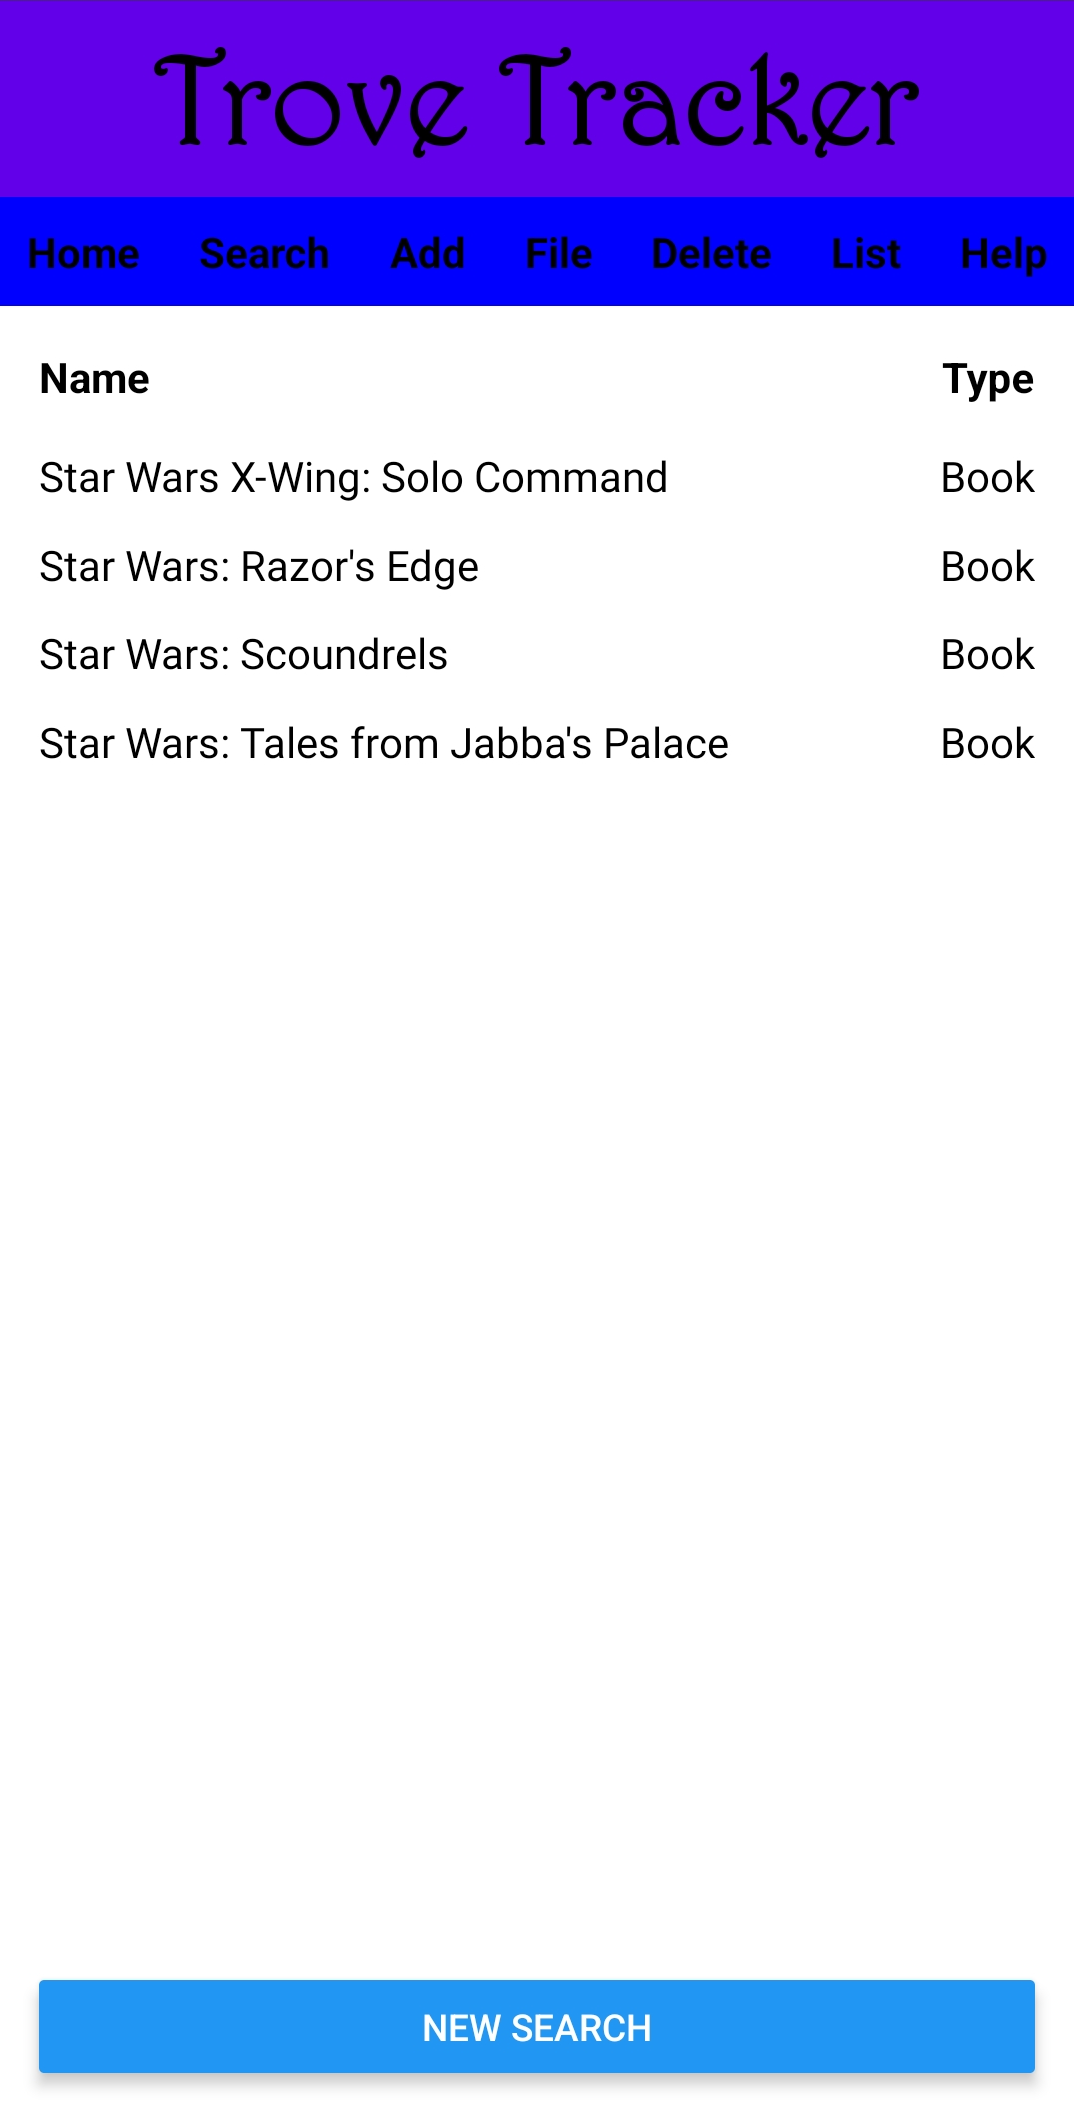 Trove Tracker
Home Search Add File Delete List Help
Name Type
Star Wars X-Wing: Solo Command Book
Star Wars: Razor's Edge Book
Star Wars: Scoundrels Book
Star Wars: Tales from Jabba's Palace Book
NEW SEARCH